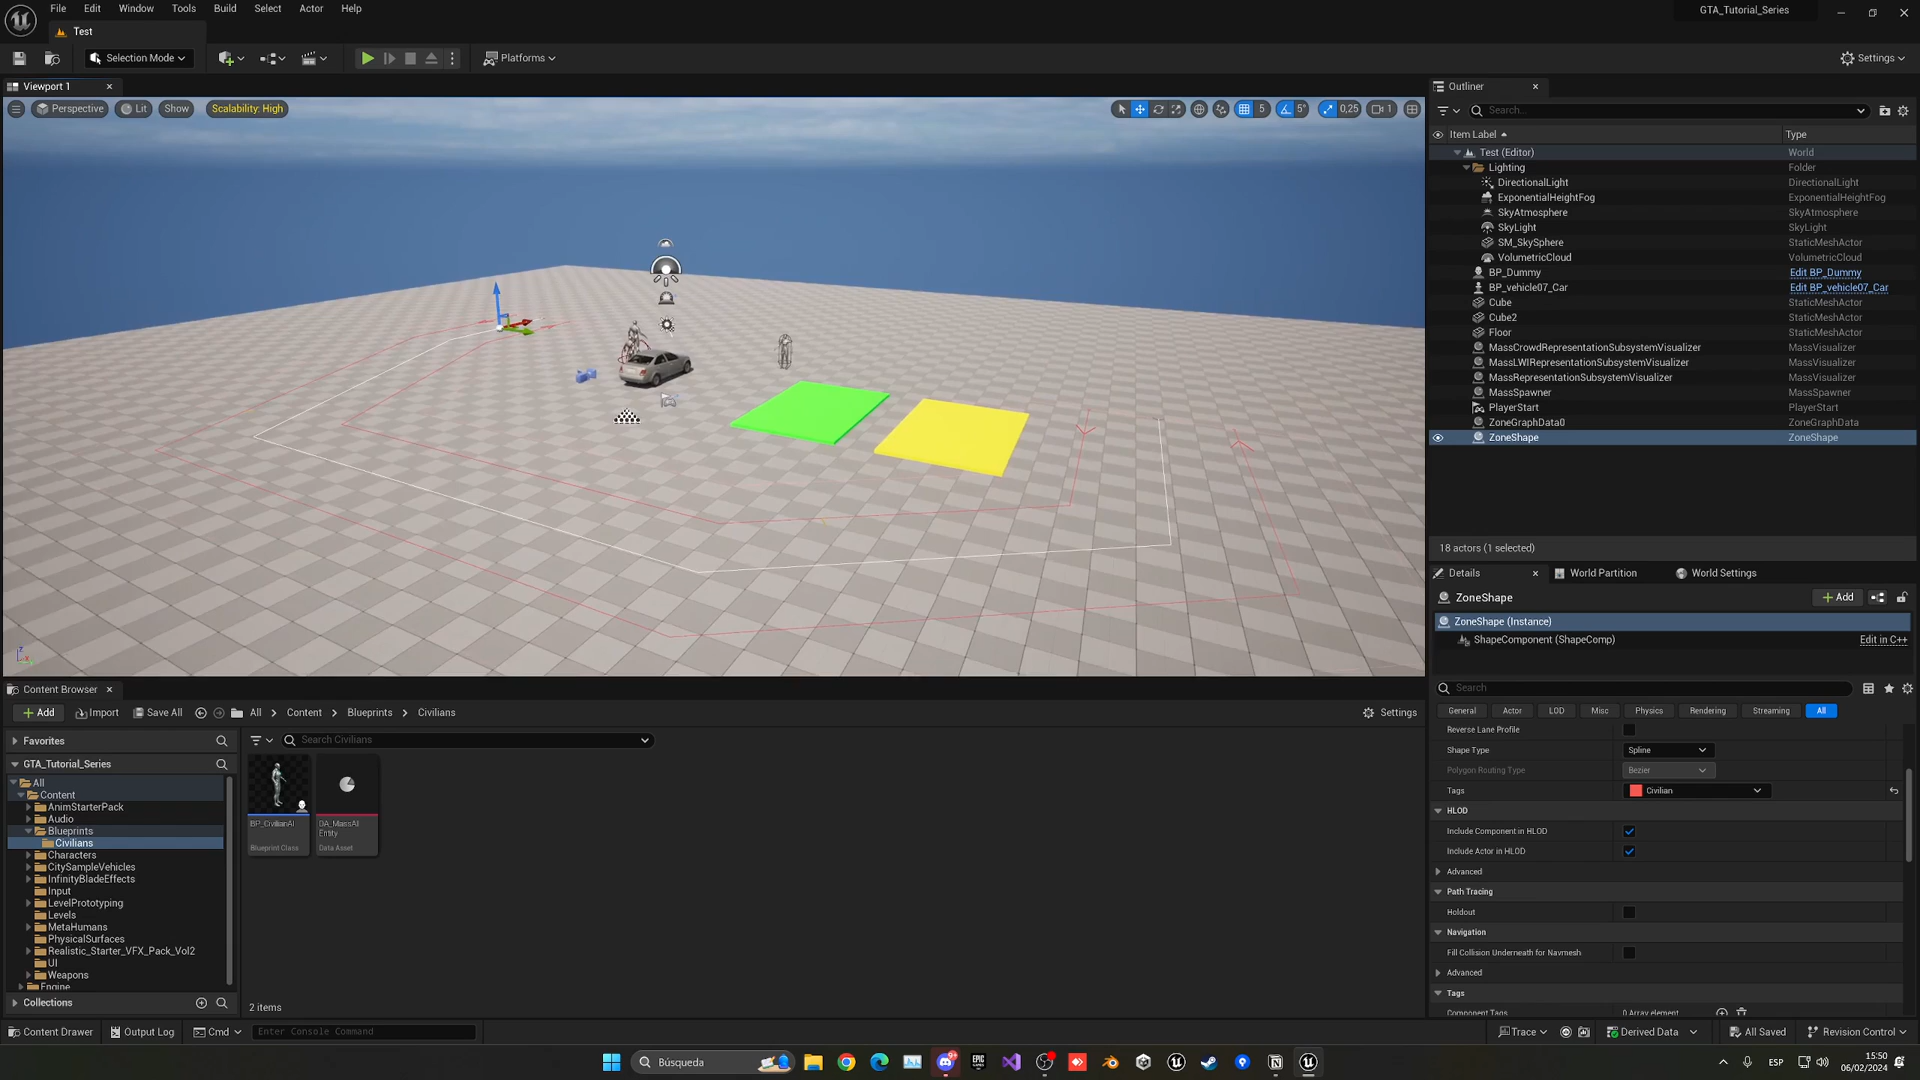 File Edit Window Tools Build Select Actor Help
GTA_Tutorial_Series
Test
Selection Mode
Platforms
Settings
Viewport 1
Perspective Lit Show Scalability: High
5 5° 0,25 1
Outliner
Search...
Item Label Type
Test (Editor) World
Lighting Folder
DirectionalLight DirectionalLight
ExponentialHeightFog ExponentialHeightFog
SkyAtmosphere SkyAtmosphere
SkyLight SkyLight
SM_SkySphere StaticMeshActor
VolumetricCloud VolumetricCloud
BP_Dummy Edit BP_Dummy
BP_vehicle07_Car Edit BP_vehicle07_Car
Cube StaticMeshActor
Cube2 StaticMeshActor
Floor StaticMeshActor
MassCrowdRepresentationSubsystemVisualizer MassVisualizer
MassLWIRepresentationSubsystemVisualizer MassVisualizer
MassRepresentationSubsystemVisualizer MassVisualizer
MassSpawner MassSpawner
PlayerStart PlayerStart
ZoneGraphData0 ZoneGraphData
ZoneShape ZoneShape
18 actors (1 selected)
Details World Partition World Settings
ZoneShape Add
ZoneShape (Instance)
ShapeComponent (ShapeComp) Edit in C++
Search
General Actor LOD Misc Physics Rendering Streaming All
Reverse Lane Profile
Shape Type Spline
Polygon Routing Type Bezier
Tags Civilian
HLOD
Include Component in HLOD
Include Actor in HLOD
Advanced
Path Tracing
Holdout
Navigation
Fill Collision Underneath for Navmesh
Advanced
Tags
Component Tags 0 Array element
Content Browser
Add Import Save All All Content Blueprints Civilians Settings
Favorites
Search Civilians
GTA_Tutorial_Series
All
Content
AnimStarterPack
Audio
Blueprints
Civilians
Characters
CitySampleVehicles
InfinityBladeEffects
Input
LevelPrototyping
Levels
MetaHumans
PhysicalSurfaces
Realistic_Starter_VFX_Pack_Vol2
UI
Weapons
Engine
Collections
BP_CivilianAI
Blueprint Class
DA_MassAI
Entity
Data Asset
2 items
Content Drawer Output Log Cmd Enter Console Command
Trace Derived Data All Saved Revision Control
Búsqueda
ESP
15:50
06/02/2024